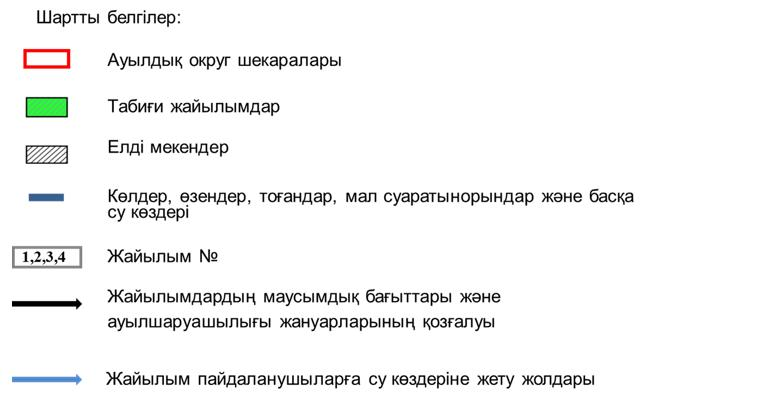 Шартты белгілер:
Ауылдық округ шекаралары
Табиғи жайылымдар
Елді мекендер
Көлдер, өзендер, тоғандар, мал суаратынорындар және басқа
су көздері
1,2,3,4 Жайылым №
Жайылымдардың маусымдық бағыттары және
ауылшаруашылығы жануарларының қозғалуы
Жайылым пайдаланушыларға су көздеріне жету жолдары